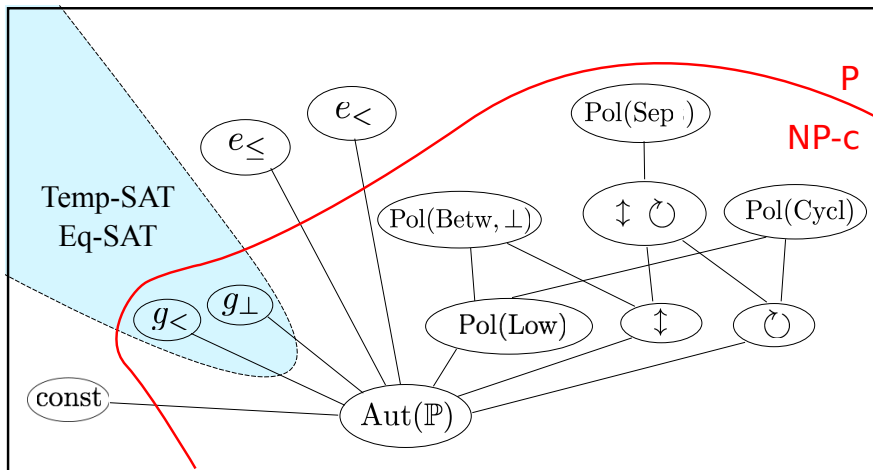 P
NP-c
e<
Pol(Sep )
e≤
Temp-SAT
Eq-SAT
Pol(Betw, ⊥)
↕ ↻
Pol(Cycl)
g<
g⊥
Pol(Low)
↕
↻
const
Aut(ℙ)